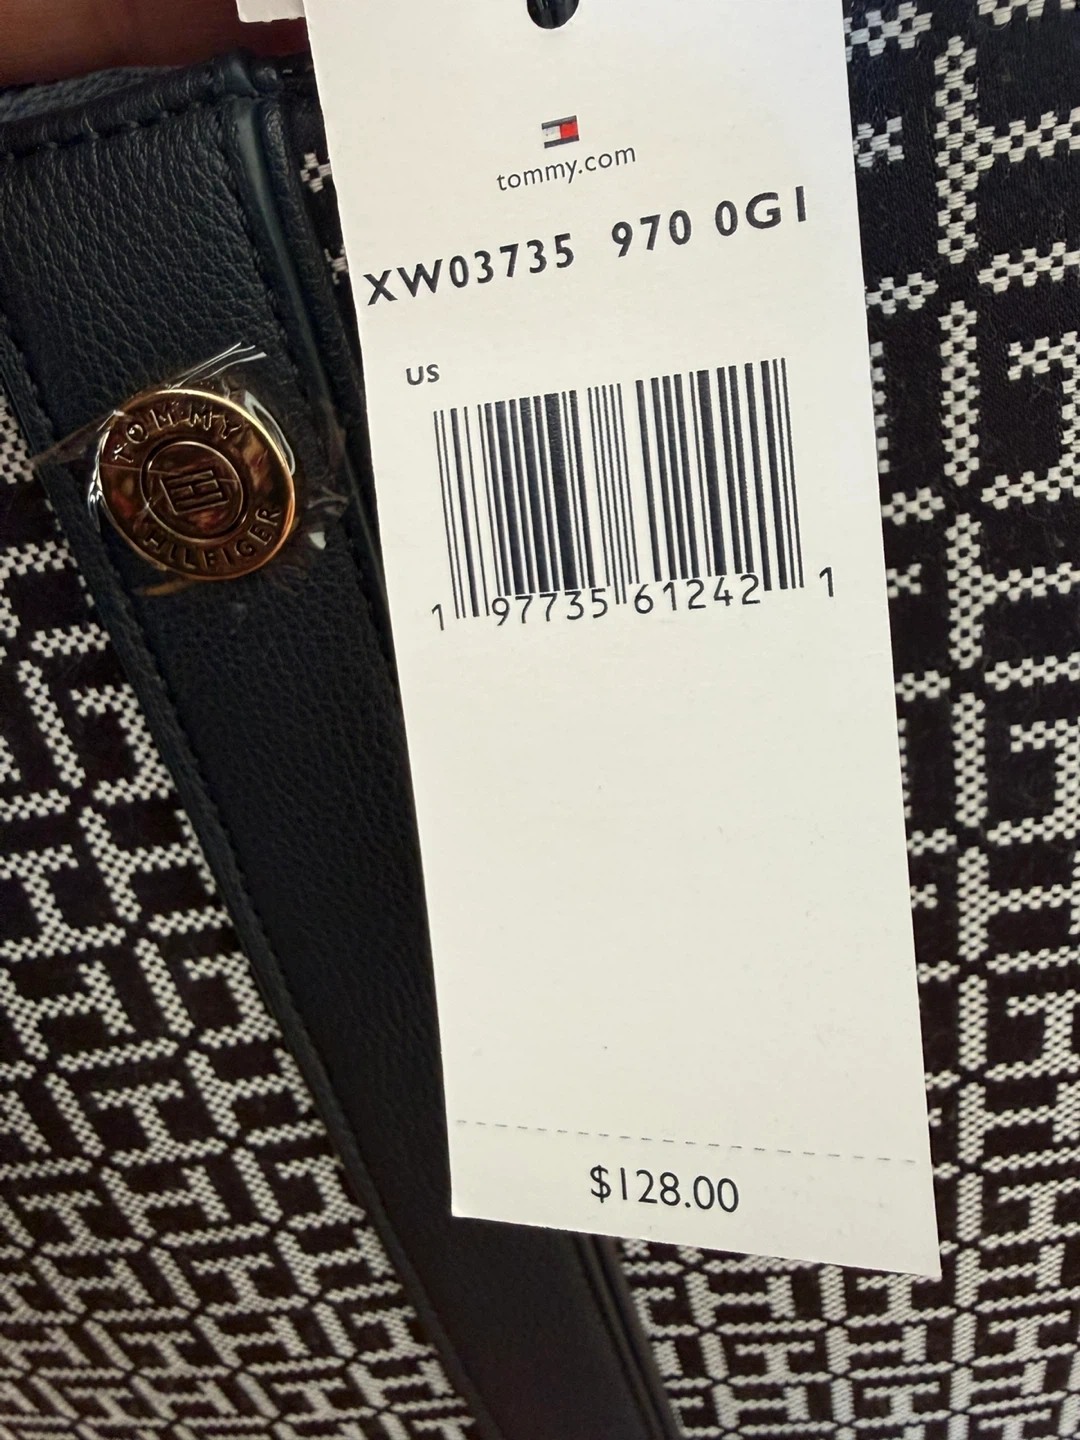 tommy.com
XW03735 970 0GI
US
1 97735 61242 1
$128.00
TOMMY
HILFIGER